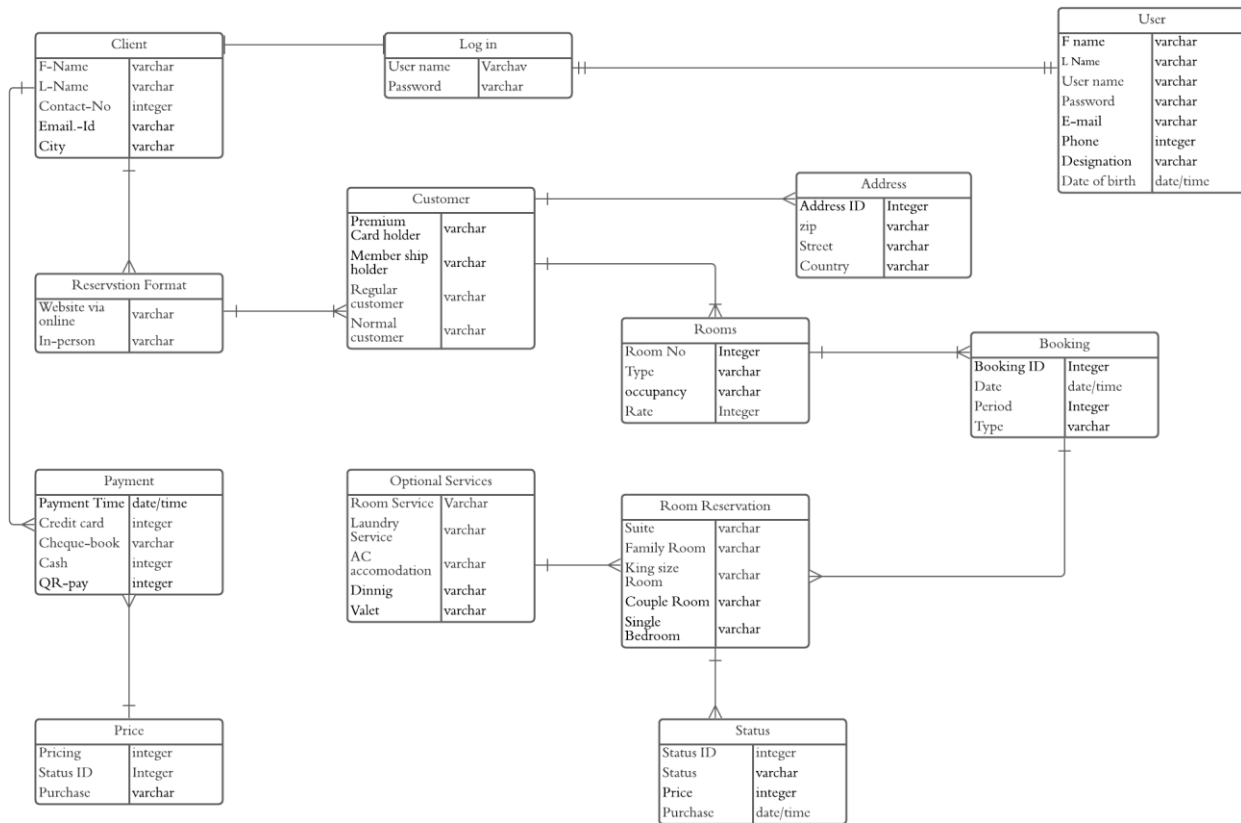 Client
F-Name varchar
L-Name varchar
Contact-No integer
Email.-Id varchar
City varchar
Log in
User name Varchav
Password varchar
User
F name varchar
L Name varchar
User name varchar
Password varchar
E-mail varchar
Phone integer
Designation varchar
Date of birth date/time
Customer
Premium
Card holder varchar
Member ship
holder varchar
Regular
customer varchar
Normal
customer varchar
Address
Address ID Integer
zip varchar
Street varchar
Country varchar
Reservstion Format
Website via
online varchar
In-person varchar
Rooms
Room No Integer
Type varchar
occupancy varchar
Rate Integer
Booking
Booking ID Integer
Date date/time
Period Integer
Type varchar
Payment
Payment Time date/time
Credit card integer
Cheque-book varchar
Cash integer
QR-pay integer
Optional Services
Room Service Varchar
Laundry
Service varchar
AC
accomodation varchar
Dinnig varchar
Valet varchar
Room Reservation
Suite varchar
Family Room varchar
King size
Room varchar
Couple Room varchar
Single
Bedroom varchar
Price
Pricing integer
Status ID Integer
Purchase varchar
Status
Status ID integer
Status varchar
Price integer
Purchase date/time